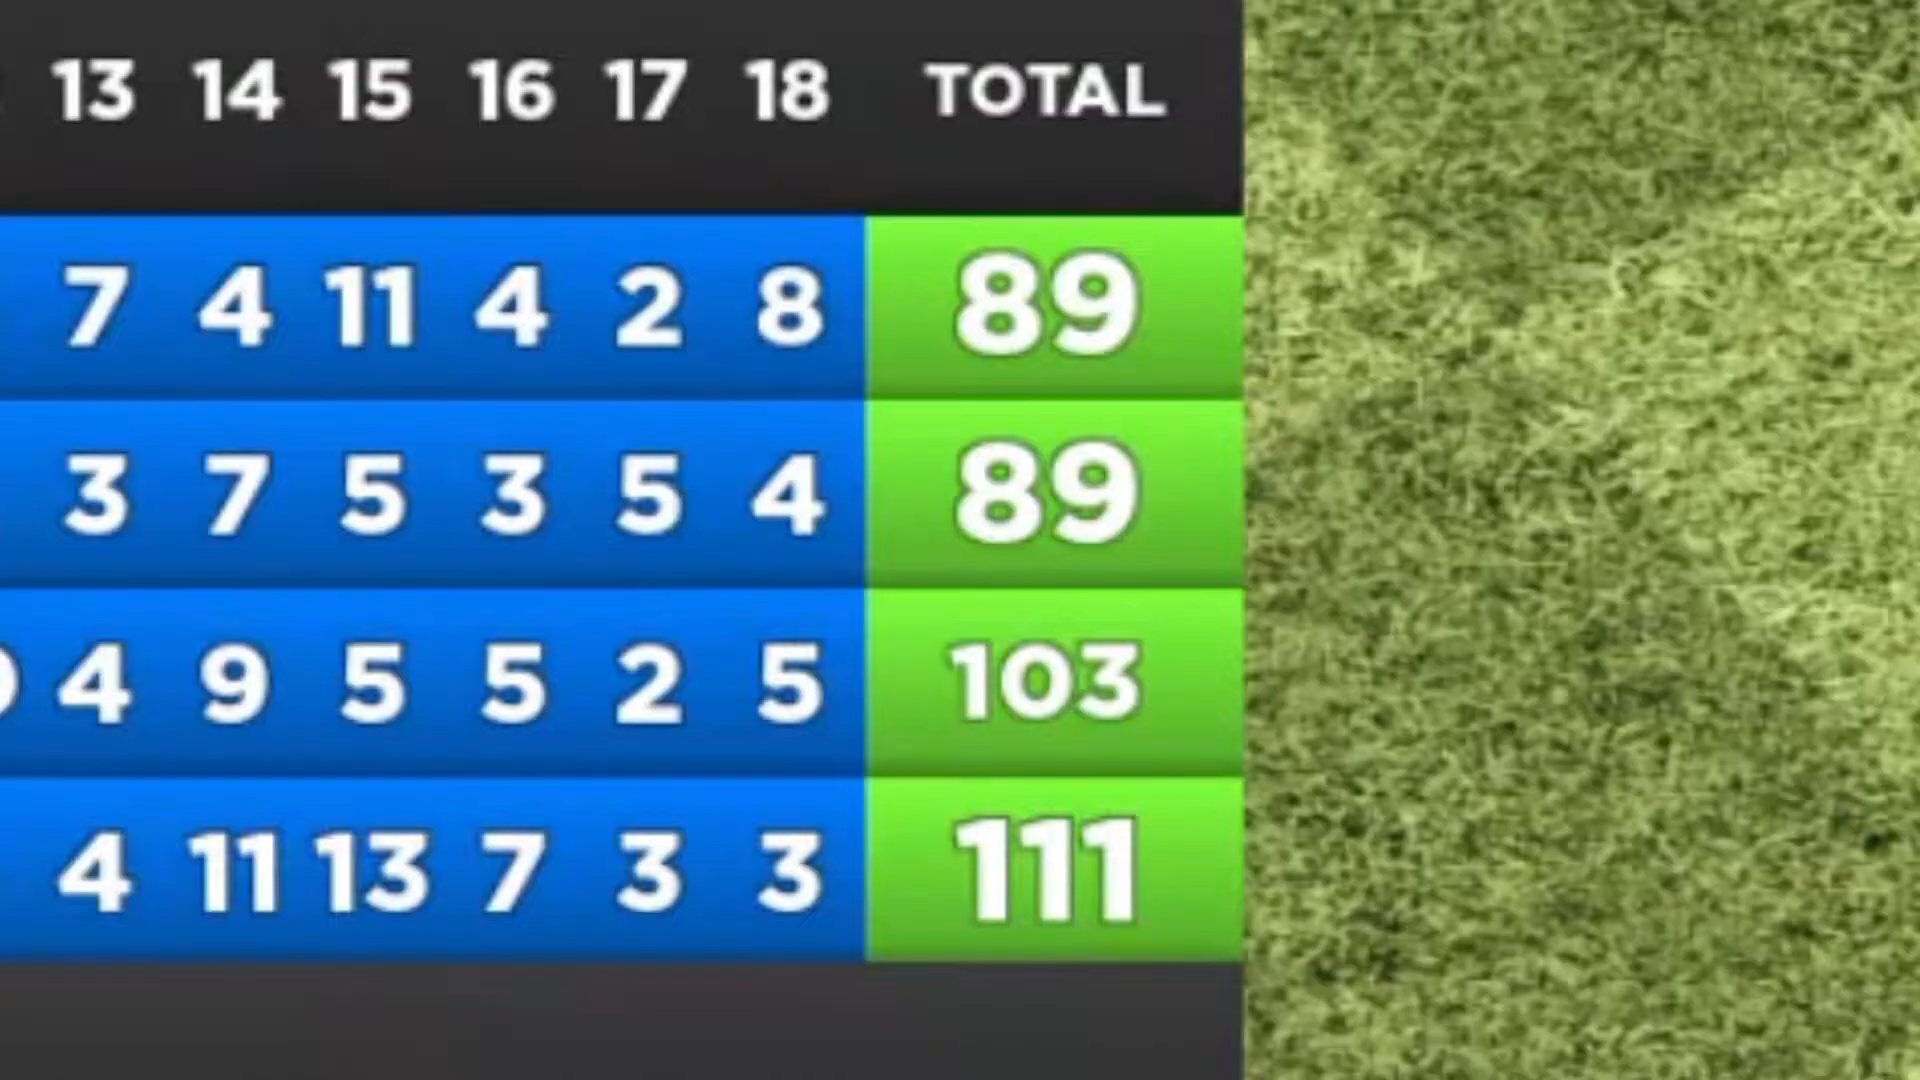 13 14 15 16 17 18 TOTAL
7 4 11 4 2 8 89
3 7 5 3 5 4 89
4 9 5 5 2 5 103
4 11 13 7 3 3 111